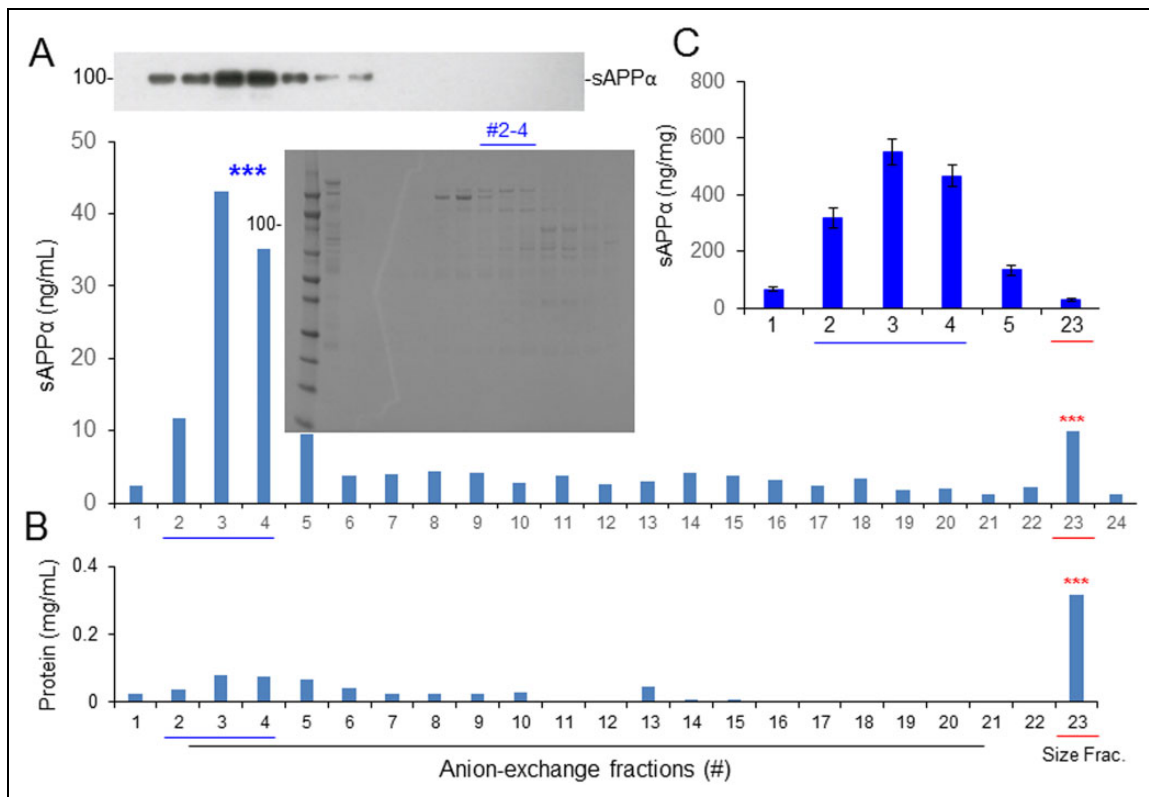 A
100-
-sAPPα
#2-4
50
40
30
20
10
0
sAPPα (ng/mL)
***
100-
***
1 2 3 4 5 6 7 8 9 10 11 12 13 14 15 16 17 18 19 20 21 22 23 24
C
800
600
400
200
0
sAPPα (ng/mg)
1 2 3 4 5 23
B
0.4
0.2
0
Protein (mg/mL)
***
1 2 3 4 5 6 7 8 9 10 11 12 13 14 15 16 17 18 19 20 21 22 23
Anion-exchange fractions (#)
Size Frac.